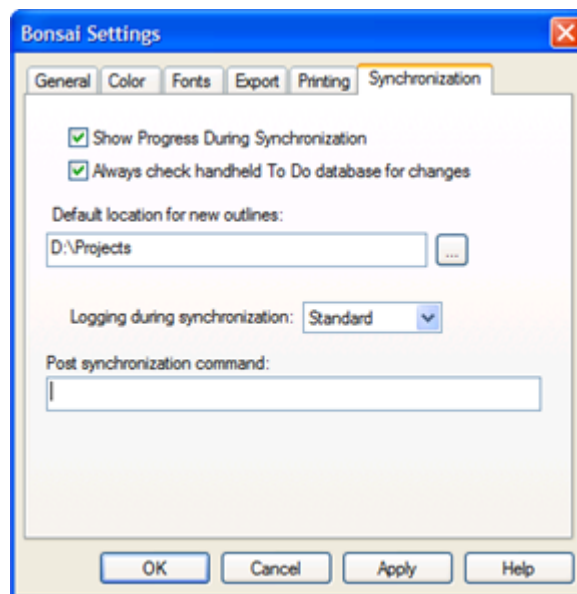 Bonsai Settings
General Color Fonts Export Printing Synchronization
Show Progress During Synchronization
Always check handheld To Do database for changes
Default location for new outlines:
D:\Projects ...
Logging during synchronization: Standard
Post synchronization command:
OK Cancel Apply Help